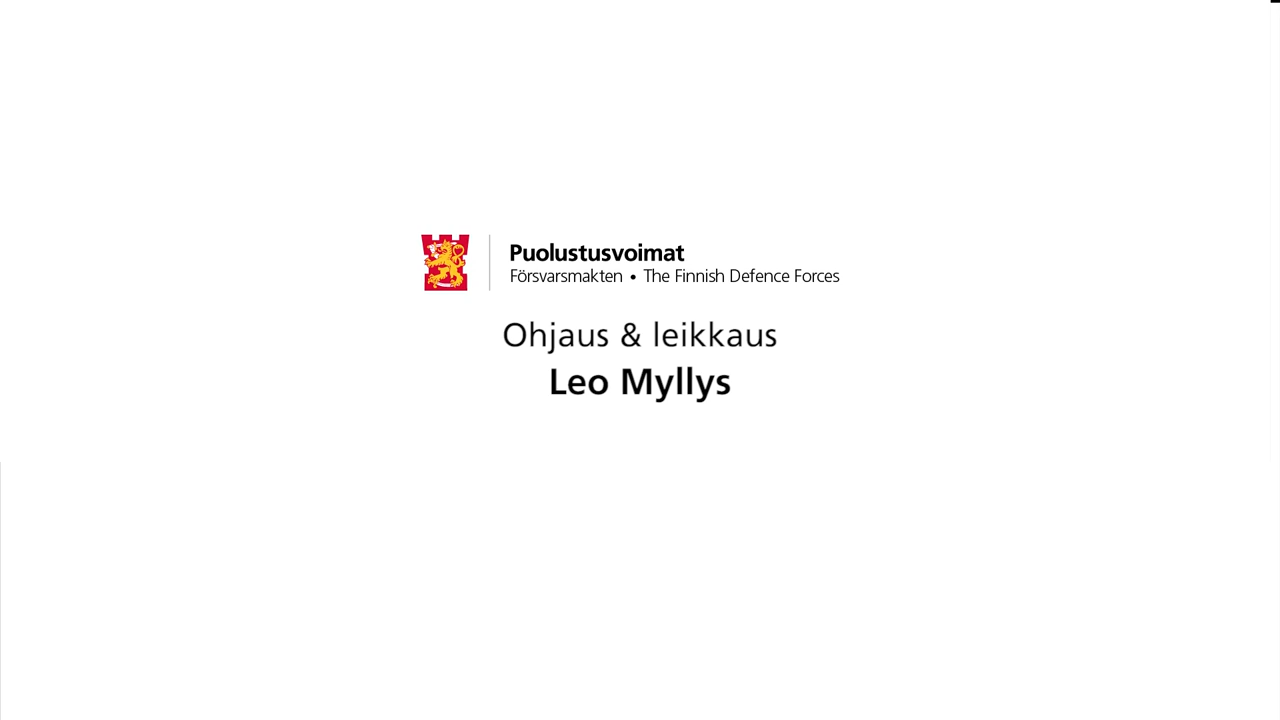 Puolustusvoimat
Försvarsmakten • The Finnish Defence Forces
Ohjaus & leikkaus
Leo Myllys